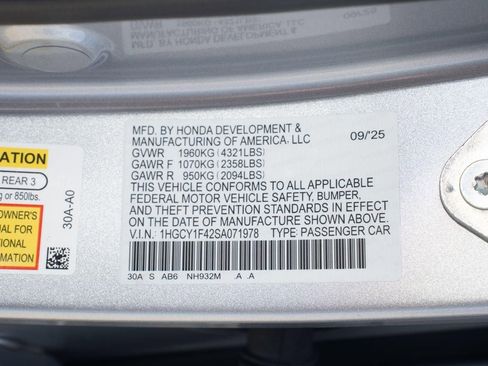 MFD. BY HONDA DEVELOPMENT &
MANUFACTURING OF AMERICA, LLC
09/'25
GVWR 1960KG (4321LBS)
GAWR F 1070KG (2358LBS)
GAWR R 950KG (2094LBS)
THIS VEHICLE CONFORMS TO ALL APPLICABLE
FEDERAL MOTOR VEHICLE SAFETY, BUMPER,
AND THEFT PREVENTION STANDARDS IN EFFECT
ON THE DATE OF MANUFACTURE SHOWN ABOVE.
V.I.N. 1HGCY1F42SA071978 TYPE PASSENGER CAR
30A S AB6 NH932M .A .A
REAR 3
or 850lbs.
OWNER'S
UAL FOR
IONAL
30A-A0